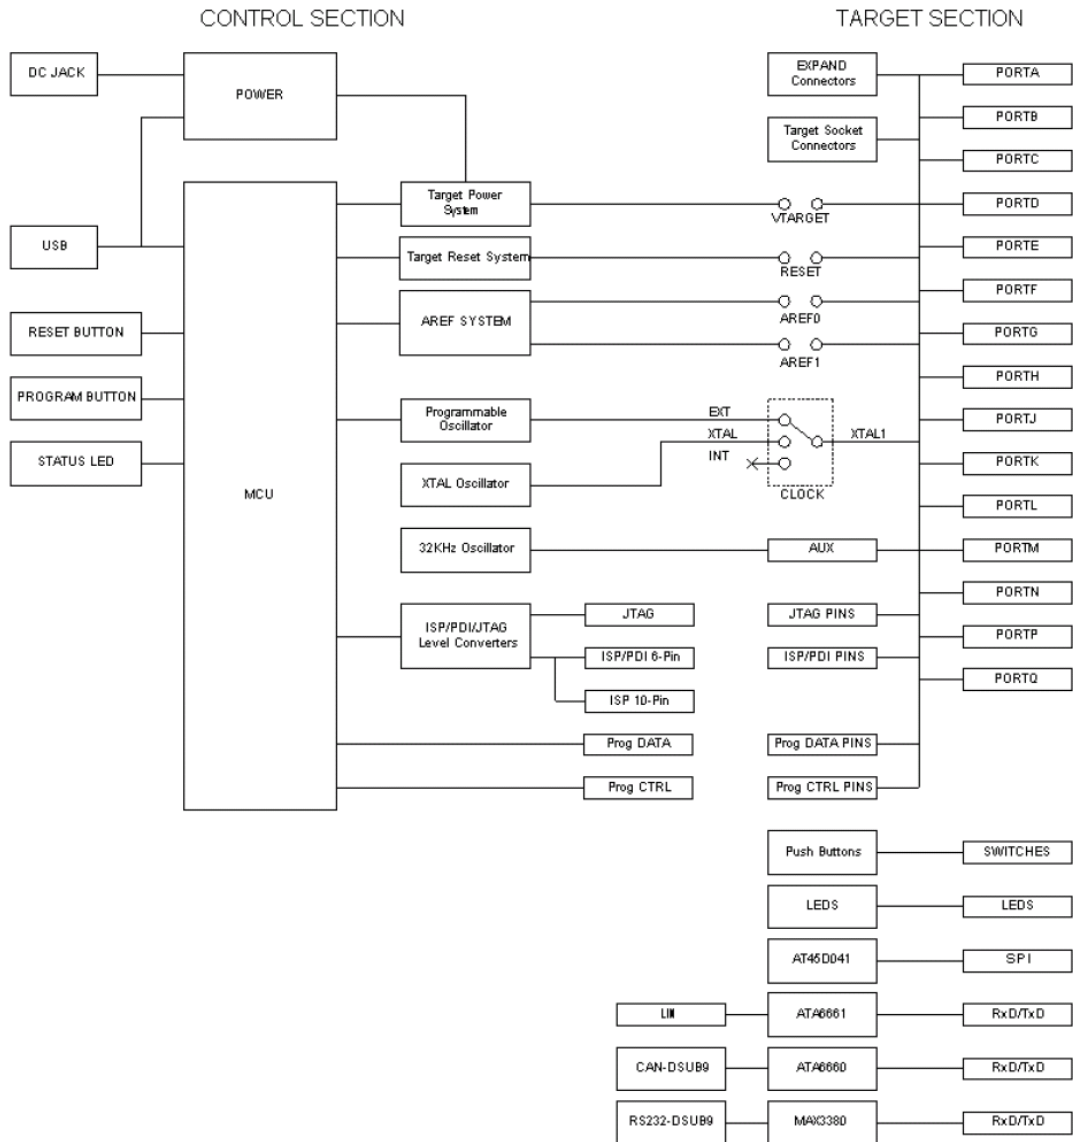 CONTROL SECTION
TARGET SECTION
DC JACK
POWER
USB
RESET BUTTON
PROGRAM BUTTON
STATUS LED
MCU
Target Power
System
Target Reset System
AREF SYSTEM
Programmable
Oscillator
XTAL Oscillator
32KHz Oscillator
ISP/PDI/JTAG
Level Converters
JTAG
ISP/PDI 6-Pin
ISP 10-Pin
Prog DATA
Prog CTRL
EXPAND
Connectors
Target Socket
Connectors
VTARGET
RESET
AREF0
AREF1
EXT
XTAL
INT
XTAL1
CLOCK
AUX
JTAG PINS
ISP/PDI PINS
Prog DATA PINS
Prog CTRL PINS
PORTA
PORTB
PORTC
PORTD
PORTE
PORTF
PORTG
PORTH
PORTJ
PORTK
PORTL
PORTM
PORTN
PORTP
PORTQ
Push Buttons
SWITCHES
LEDS
LEDS
AT45D041
SPI
LIN
ATA6661
RxD/TxD
CAN-DSUB9
ATA6660
RxD/TxD
RS232-DSUB9
MAX3380
RxD/TxD